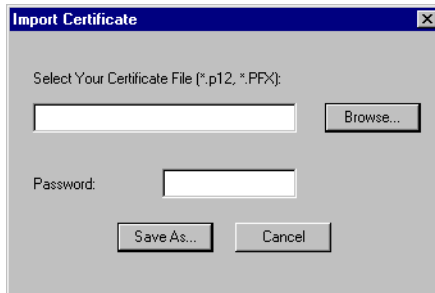 Import Certificate
Select Your Certificate File (*.p12, *.PFX):
Browse...
Password:
Save As...
Cancel